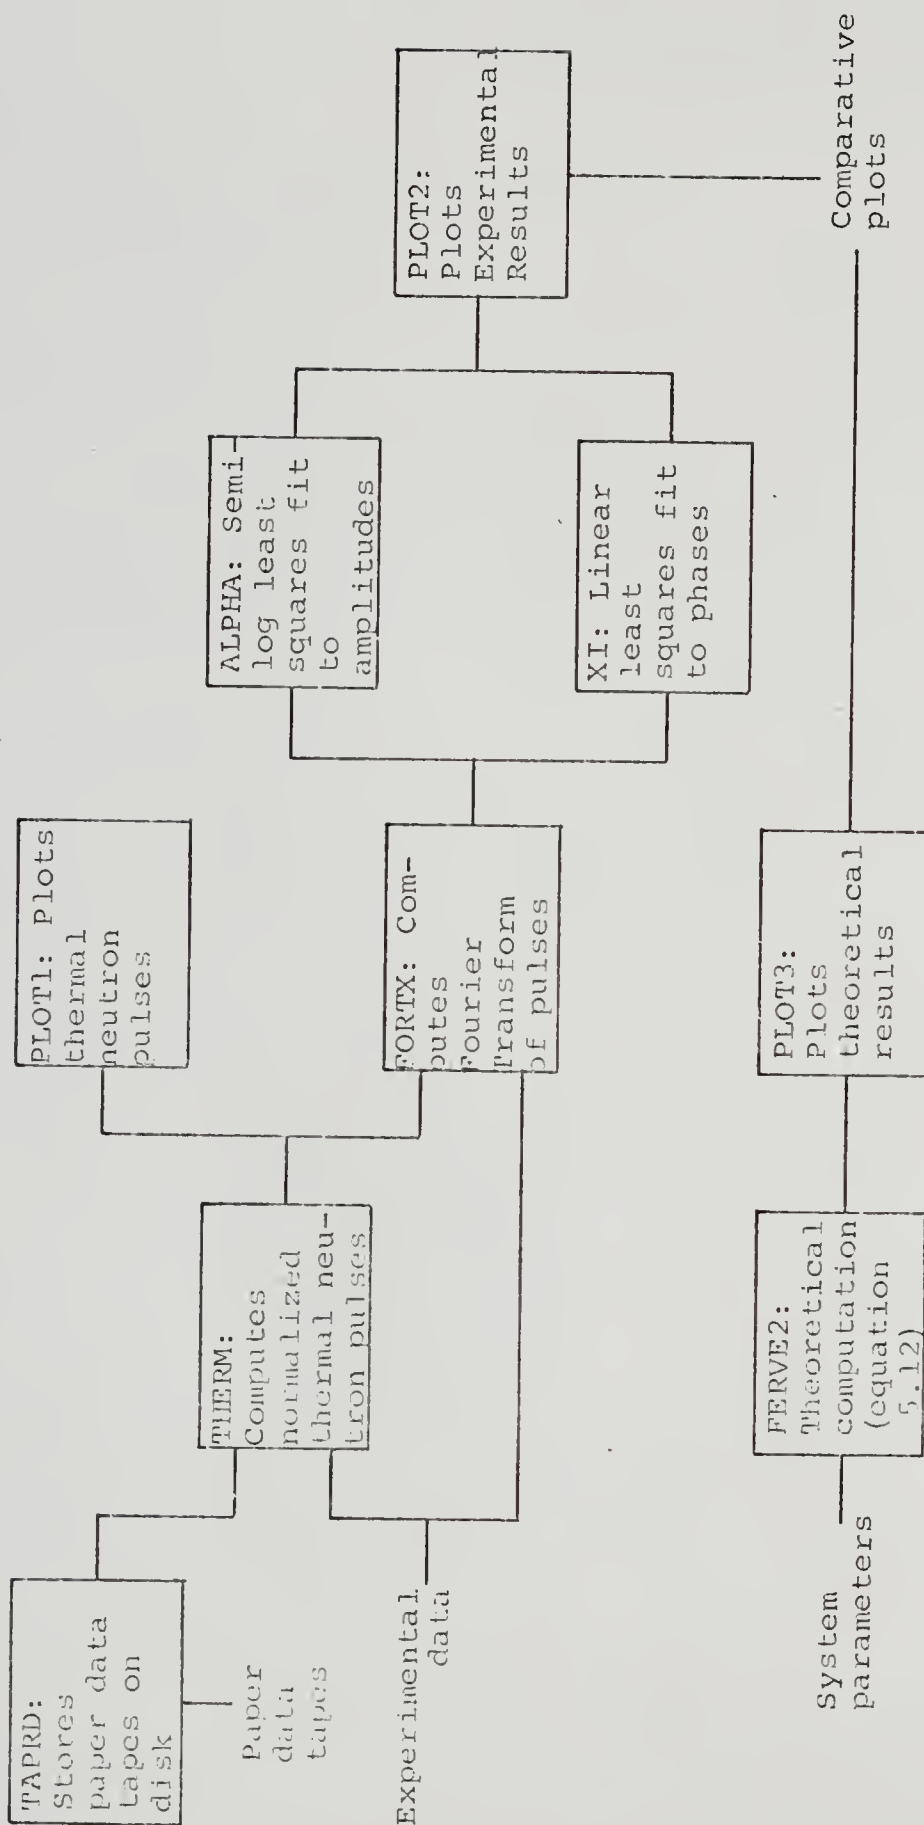 TAPRD:
Stores
paper data
tapes on
disk
Paper
data
tapes
Experimental
data
THERM:
Computes
normalized
thermal neu-
tron pulses
PLOT1: Plots
thermal
neutron
pulses
FORTX: Com-
putes
Fourier
Transform
of pulses
ALPHA: Semi-
log least
squares fit
to
amplitudes
XI: Linear
least
squares fit
to phases
PLOT2:
Plots
Experimental
Results
System
parameters
FERVE2:
Theoretical
computation
(equation
5.12)
PLOT3:
Plots
theoretical
results
Comparative
plots